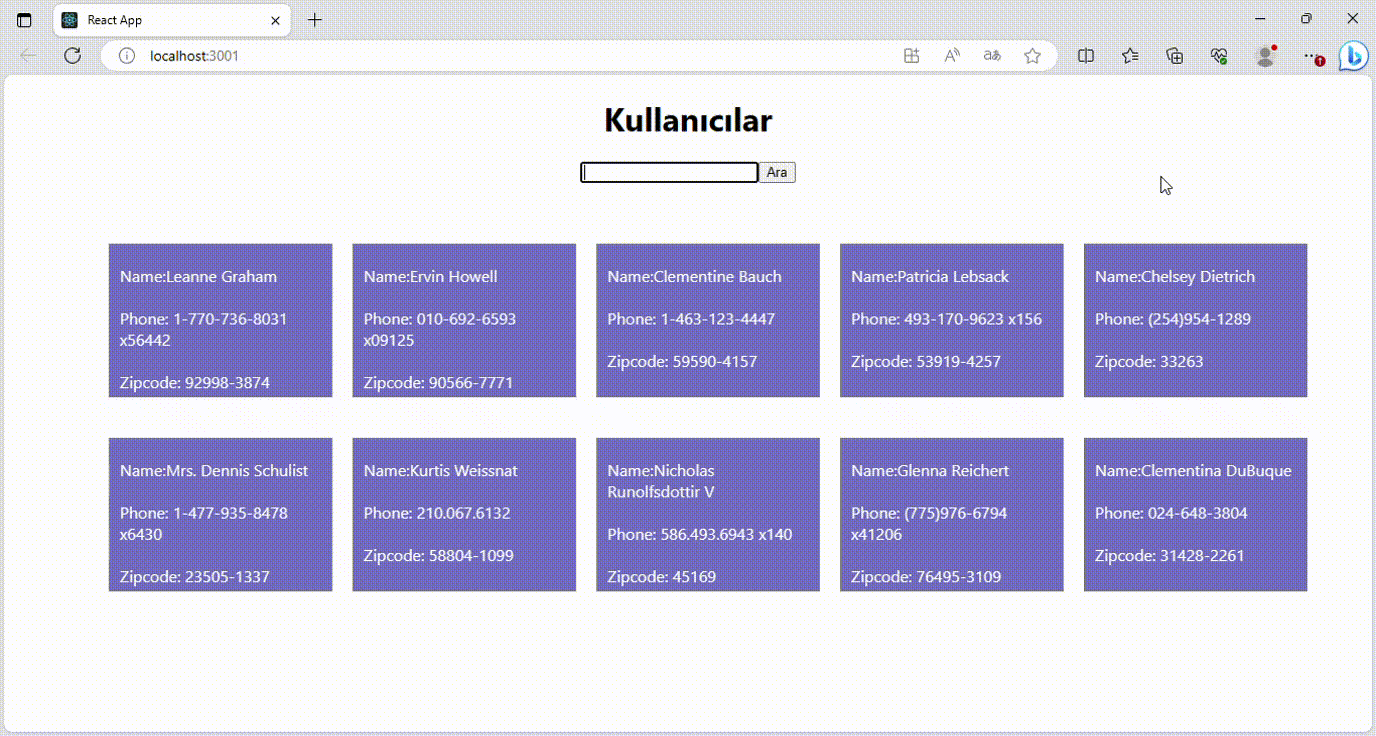 React App
localhost:3001
Kullanıcılar
Ara
Name:Leanne Graham
Phone: 1-770-736-8031
x56442
Zipcode: 92998-3874
Name:Ervin Howell
Phone: 010-692-6593
x09125
Zipcode: 90566-7771
Name:Clementine Bauch
Phone: 1-463-123-4447
Zipcode: 59590-4157
Name:Patricia Lebsack
Phone: 493-170-9623 x156
Zipcode: 53919-4257
Name:Chelsey Dietrich
Phone: (254)954-1289
Zipcode: 33263
Name:Mrs. Dennis Schulist
Phone: 1-477-935-8478
x6430
Zipcode: 23505-1337
Name:Kurtis Weissnat
Phone: 210.067.6132
Zipcode: 58804-1099
Name:Nicholas
Runolfsdottir V
Phone: 586.493.6943 x140
Zipcode: 45169
Name:Glenna Reichert
Phone: (775)976-6794
x41206
Zipcode: 76495-3109
Name:Clementina DuBuque
Phone: 024-648-3804
Zipcode: 31428-2261